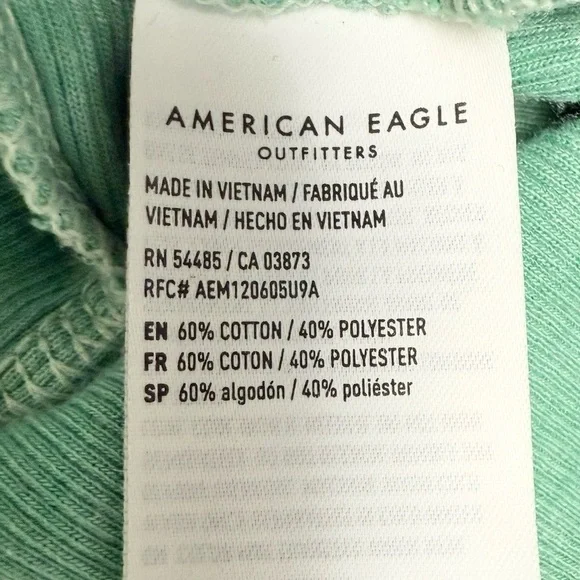 AMERICAN EAGLE
OUTFITTERS
MADE IN VIETNAM / FABRIQUÉ AU
VIETNAM / HECHO EN VIETNAM
RN 54485 / CA 03873
RFC# AEM120605U9A
EN 60% COTTON / 40% POLYESTER
FR 60% COTON / 40% POLYESTER
SP 60% algodón / 40% poliéster